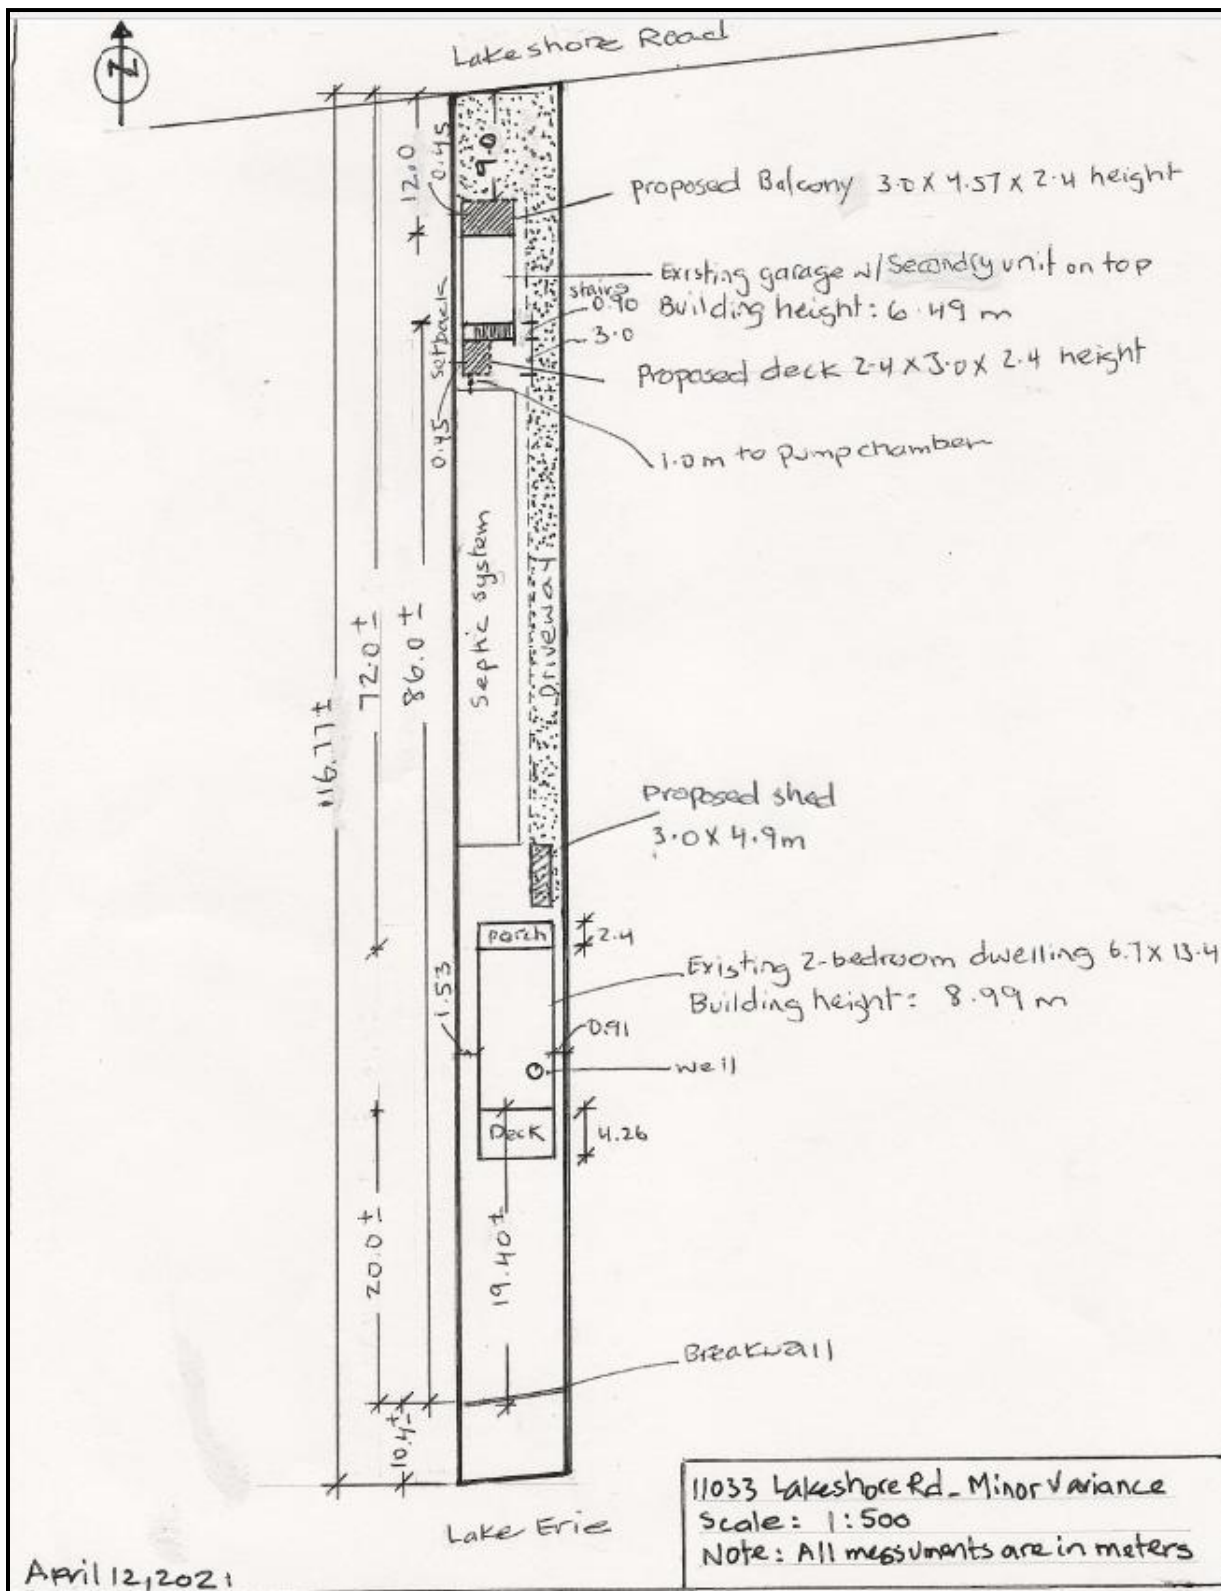 Lakeshore Road
Z
12.0
0.45
9.0
proposed Balcony 3.0 X 4.57 x 2.4 height
Existing garage w/ Secondry unit on top
Building height: 6.49 m
stairs
0.90
3.0
setback
Proposed deck 2.4 x 3.0 x 2.4 height
0.45
1.0m to pump chamber
Septic system
Driveway
72.0 ±
86.0 ±
116.77 ±
Proposed shed
3.0 X 4.9m
Porch
2.4
Existing 2-bedroom dwelling 6.7 x 13.4
Building height: 8.99 m
1.53
0.91
well
Deck
4.26
20.0 ±
19.40 ±
Breakwall
10.4 ±
Lake Erie
11033 Lakeshore Rd - Minor Variance
Scale: 1:500
Note: All messuments are in meters
April 12, 2021